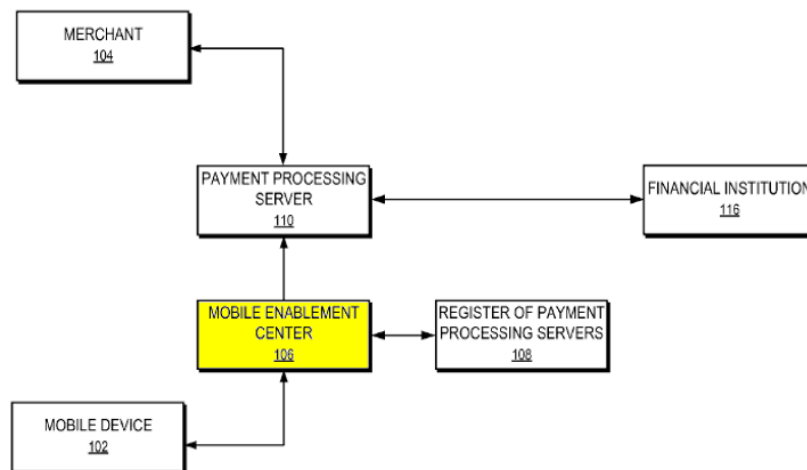 MERCHANT
104
PAYMENT PROCESSING
SERVER
110
FINANCIAL INSTITUTION
116
MOBILE ENABLEMENT
CENTER
106
REGISTER OF PAYMENT
PROCESSING SERVERS
108
MOBILE DEVICE
102